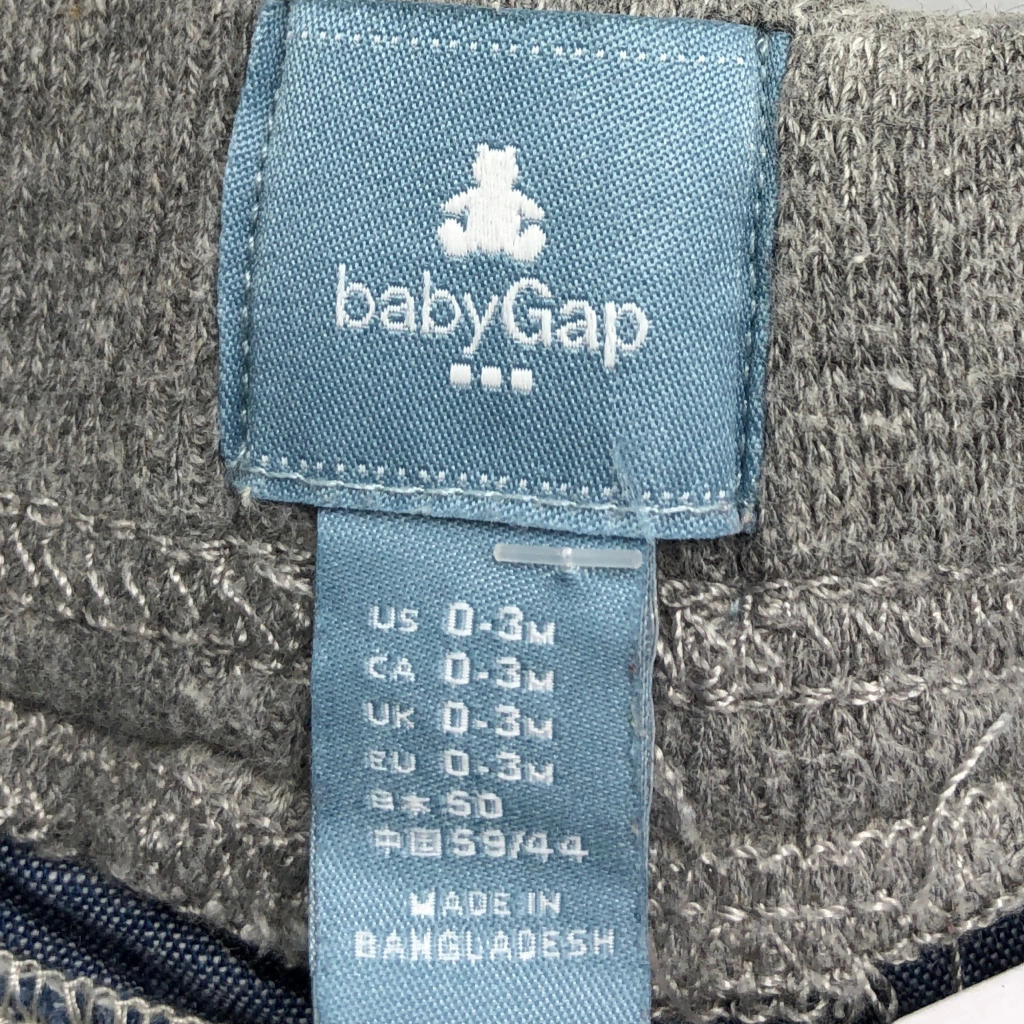 babyGap
US 0-3M
CA 0-3M
UK 0-3M
EU 0-3M
日本 50
中国 59/44
MADE IN
BANGLADESH